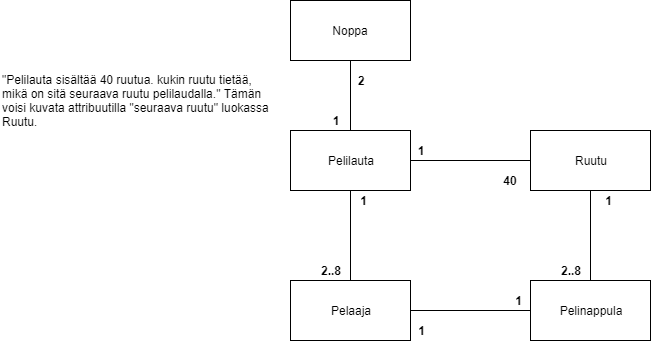 Noppa
"Pelilauta sisältää 40 ruutua. kukin ruutu tietää,
mikä on sitä seuraava ruutu pelilaudalla." Tämän
voisi kuvata attribuutilla "seuraava ruutu" luokassa
Ruutu.
2
1
Pelilauta
1
40
Ruutu
1
1
2..8
2..8
Pelaaja
1
1
Pelinappula